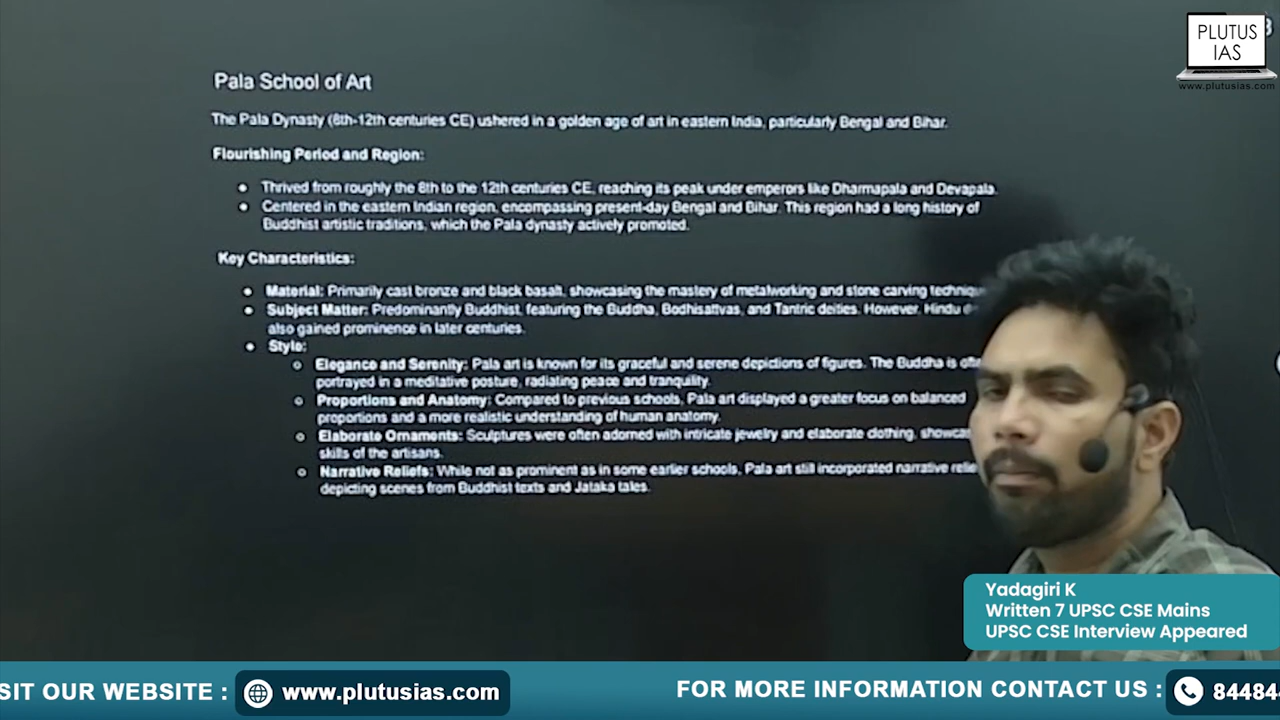 PLUTUS
IAS
www.plutusias.com
Pala School of Art
The Pala Dynasty (8th-12th centuries CE) ushered in a golden age of art in eastern India, particularly Bengal and Bihar.
Flourishing Period and Region:
Thrived from roughly the 8th to the 12th centuries CE, reaching its peak under emperors like Dharmapala and Devapala.
Centered in the eastern Indian region, encompassing present-day Bengal and Bihar. This region had a long history of
Buddhist artistic traditions, which the Pala dynasty actively promoted.
Key Characteristics:
Material: Primarily cast bronze and black basalt, showcasing the mastery of metalworking and stone carving
Subject Matter: Predominantly Buddhist, featuring the Buddha, Bodhisattvas, and Tantric deities. However, Hindu
also gained prominence in later centuries.
Style:
Elegance and Serenity: Pala art is known for its graceful and serene depictions of figures. The Buddha is
portrayed in a meditative posture, radiating peace and tranquility.
Proportions and Anatomy: Compared to previous schools, Pala art displayed a greater focus on balanced
proportions and a more realistic understanding of human anatomy.
Elaborate Ornaments: Sculptures were often adorned with intricate jewelry and elaborate clothing,
skills of the artisans.
Narrative Reliefs: While not as prominent as in some earlier schools, Pala art still incorporated narrative
depicting scenes from Buddhist texts and Jataka tales.
Yadagiri K
Written 7 UPSC CSE Mains
UPSC CSE Interview Appeared
SIT OUR WEBSITE : www.plutusias.com
FOR MORE INFORMATION CONTACT US : 84484